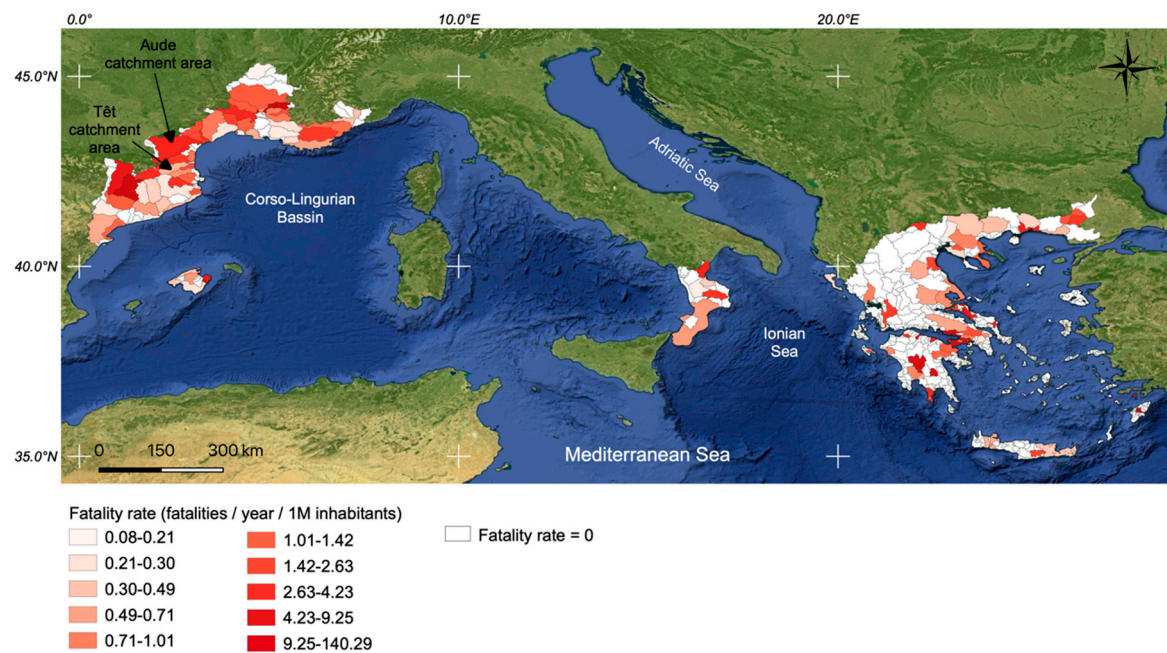 0.0°
10.0°E
20.0°E
45.0°N
40.0°N
35.0°N
Aude
catchment area
Têt
catchment
area
Corso-Lingurian
Bassin
Adriatic Sea
Ionian
Sea
Mediterranean Sea
0 150 300 km
Fatality rate (fatalities / year / 1M inhabitants)
0.08-0.21
0.21-0.30
0.30-0.49
0.49-0.71
0.71-1.01
1.01-1.42
1.42-2.63
2.63-4.23
4.23-9.25
9.25-140.29
Fatality rate = 0